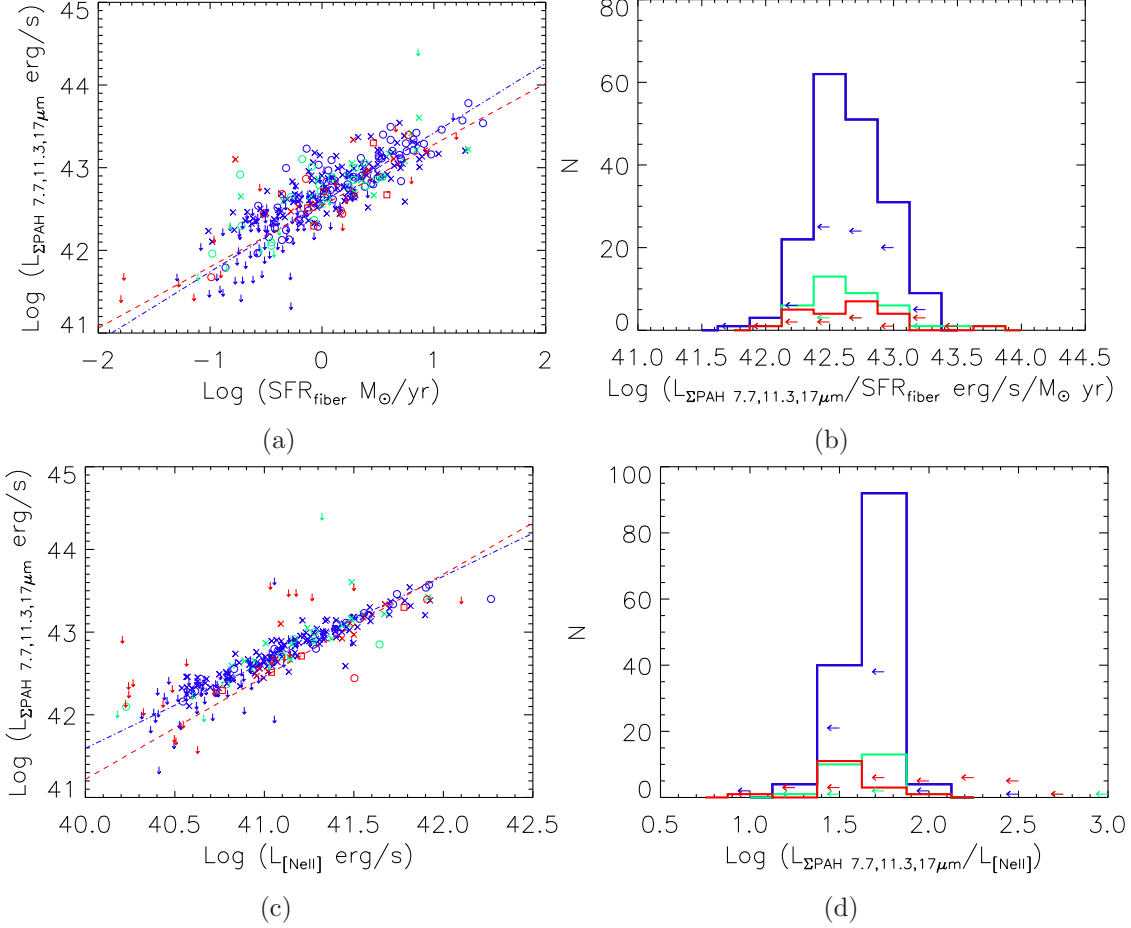 45
44
43
42
41
Log (L_ΣPAH 7.7,11.3,17μm erg/s)
−2 −1 0 1 2
Log (SFR_fiber M_⊙/yr)
(a)
80
60
40
20
0
N
41.0 41.5 42.0 42.5 43.0 43.5 44.0 44.5
Log (L_ΣPAH 7.7,11.3,17μm/SFR_fiber erg/s/M_⊙ yr)
(b)
45
44
43
42
41
Log (L_ΣPAH 7.7,11.3,17μm erg/s)
40.0 40.5 41.0 41.5 42.0 42.5
Log (L_[NeII] erg/s)
(c)
100
80
60
40
20
0
N
0.5 1.0 1.5 2.0 2.5 3.0
Log (L_ΣPAH 7.7,11.3,17μm/L_[NeII])
(d)